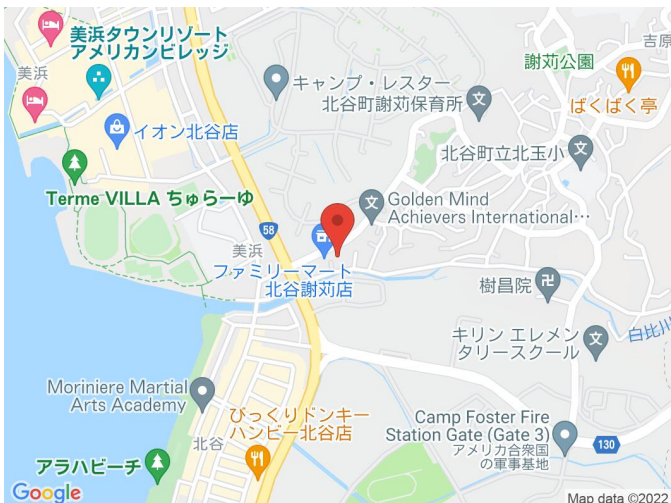 美浜タウンリゾート
アメリカンビレッジ
美浜
イオン北谷店
Terme VILLA ちゅらーゆ
キャンプ・レスター
北谷町謝苅保育所
謝苅公園
吉原
ばくばく亭
北谷町立北玉小
Golden Mind
Achievers International…
58
美浜
ファミリーマート
北谷謝苅店
樹昌院
白比川
キリン エレメン
タリースクール
Moriniere Martial
Arts Academy
北谷
びっくりドンキー
ハンビー北谷店
アラハビーチ
Camp Foster Fire
Station Gate (Gate 3)
アメリカ合衆国
の軍事基地
130
Google
Map data ©2022